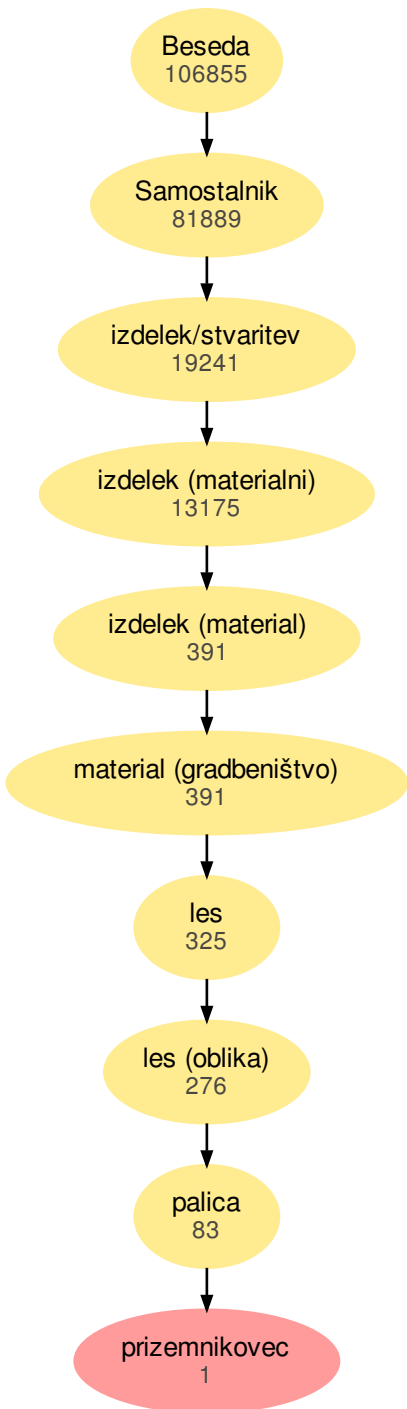 Beseda
106855
Samostalnik
81889
izdelek/stvaritev
19241
izdelek (materialni)
13175
izdelek (material)
391
material (gradbeništvo)
391
les
325
les (oblika)
276
palica
83
prizemnikovec
1